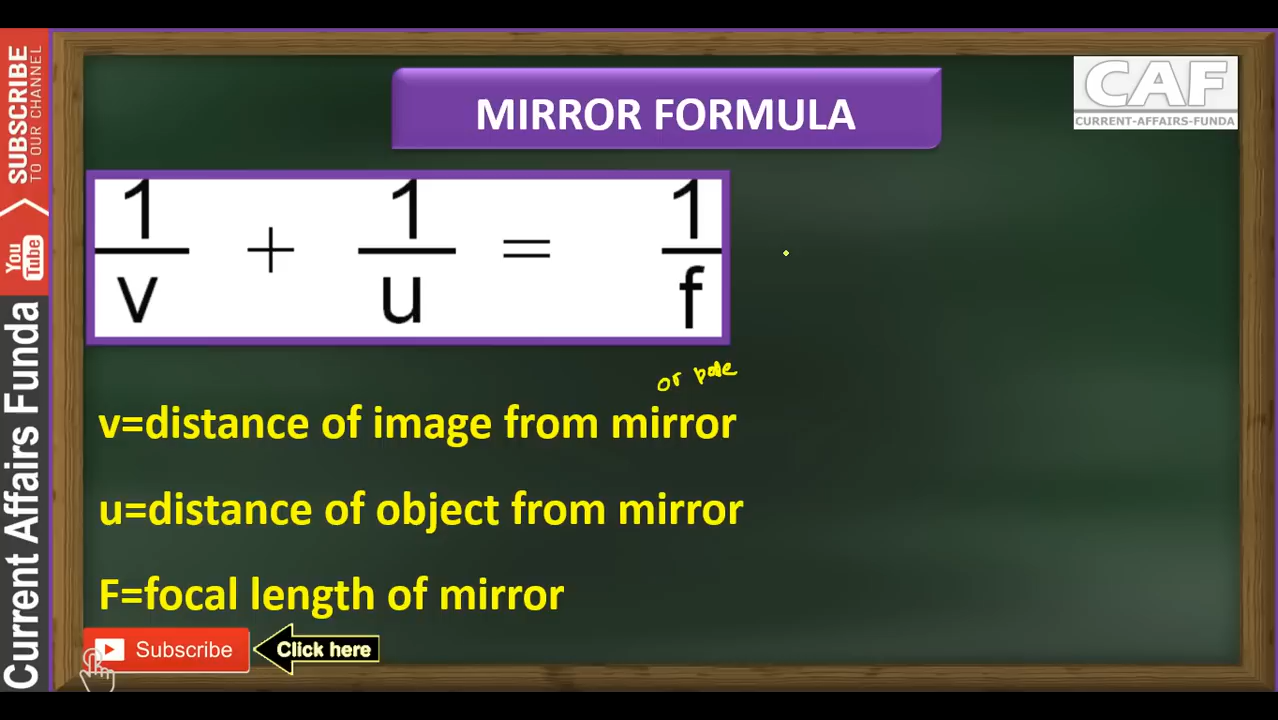 SUBSCRIBE
TO OUR CHANNEL
You
Tube
Current Affairs Funda
MIRROR FORMULA
CAF
CURRENT-AFFAIRS-FUNDA
1/v + 1/u = 1/f
or pole
v=distance of image from mirror
u=distance of object from mirror
F=focal length of mirror
Subscribe
Click here